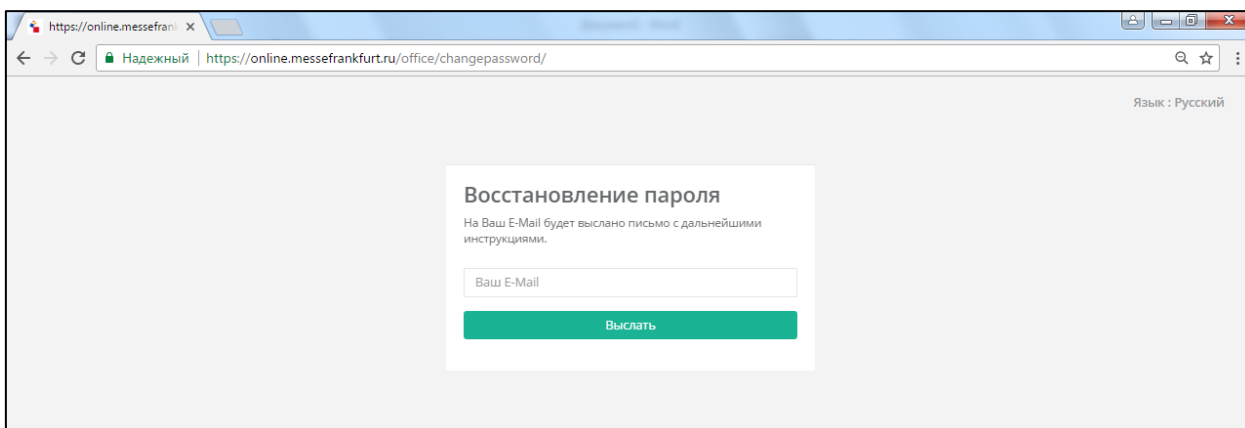 https://online.messefran
Надежный | https://online.messefrankfurt.ru/office/changepassword/
Язык : Русский
Восстановление пароля
На Ваш E-Mail будет выслано письмо с дальнейшими
инструкциями.
Ваш E-Mail
Выслать